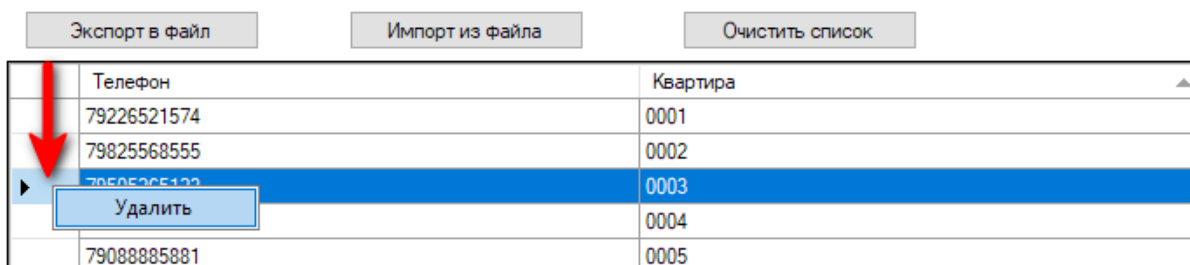 Экспорт в файл Импорт из файла Очистить список
Телефон Квартира
79226521574 0001
79825568555 0002
0003
Удалить
0004
79088885881 0005